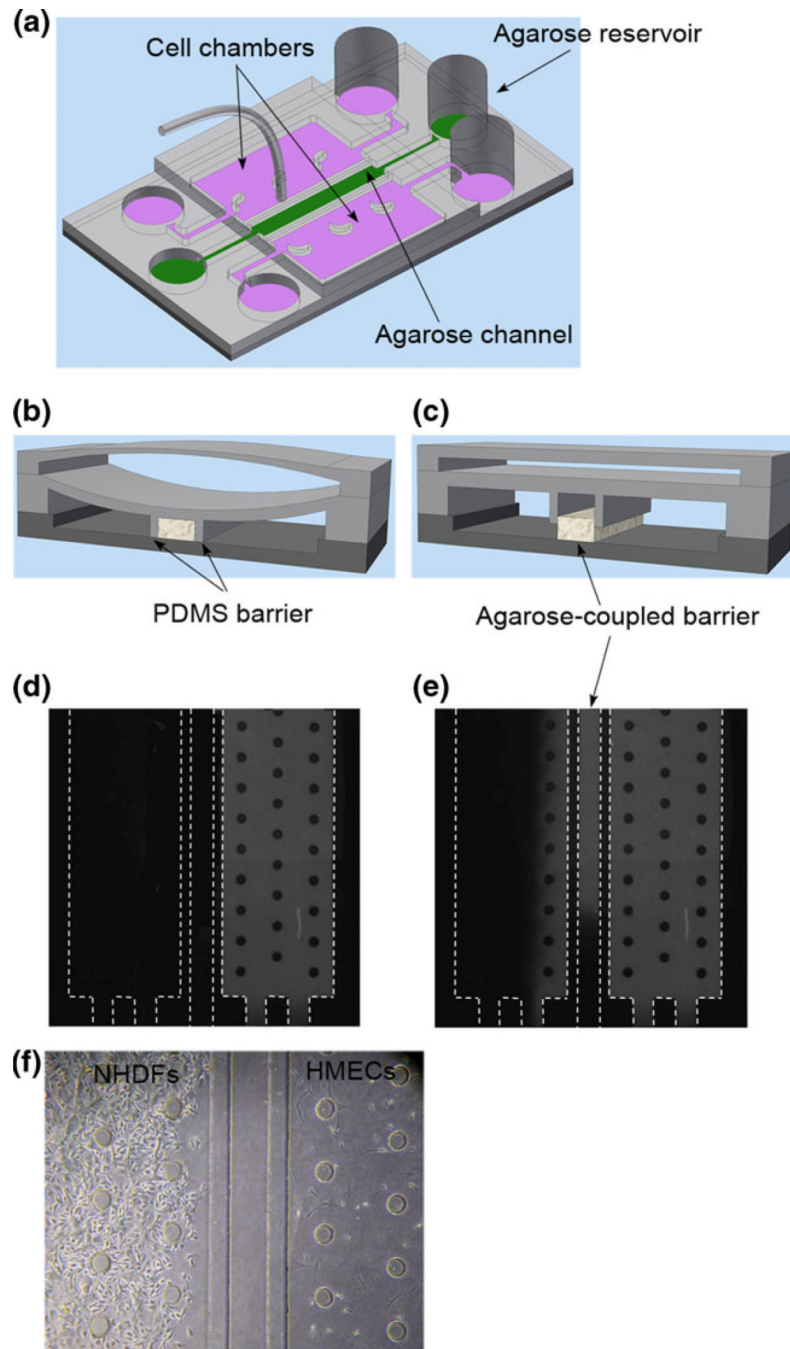 (a)
Cell chambers
Agarose reservoir
Agarose channel
(b)
(c)
PDMS barrier
Agarose-coupled barrier
(d)
(e)
(f)
NHDFs
HMECs